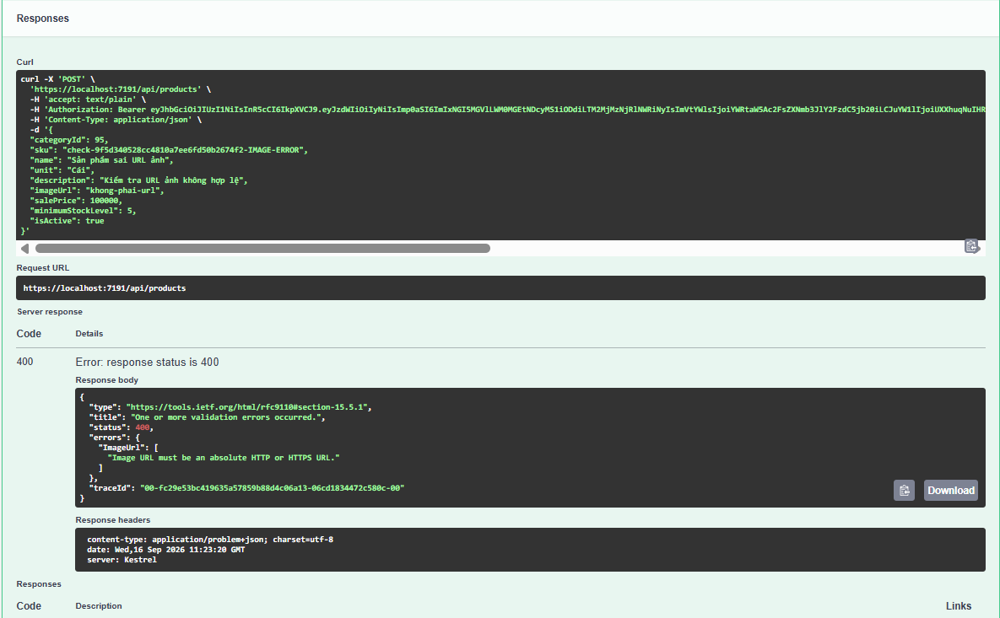 Responses
Curl
curl -X 'POST' \
'https://localhost:7191/api/products' \
-H 'accept: text/plain' \
-H 'Authorization: Bearer
-H 'Content-Type: application/json' \
-d '{
"categoryId": 95,
"sku": "check-9f5d340528cc4810a7ee6fd50b2674f2-IMAGE-ERROR",
"name": "Sản phẩm sai URL ảnh",
"unit": "Cái",
"description": "Kiểm tra URL ảnh không hợp lệ",
"imageUrl": "khong-phai-url",
"salePrice": 100000,
"minimumStockLevel": 5,
"isActive": true
}'
Request URL
https://localhost:7191/api/products
Server response
Code Details
400 Error: response status is 400
Response body
{
"type": "https://tools.ietf.org/html/rfc9110#section-15.5.1",
"title": "One or more validation errors occurred.",
"status": 400,
"errors": {
"ImageUrl": [
"Image URL must be an absolute HTTP or HTTPS URL."
]
},
"traceId": "00-fc29e53bc419635a57859b88d4c06a13-06cd1834472c580c-00"
}
Download
Response headers
content-type: application/problem+json; charset=utf-8
date: Wed,16 Sep 2026 11:23:20 GMT
server: Kestrel
Responses
Code Description Links